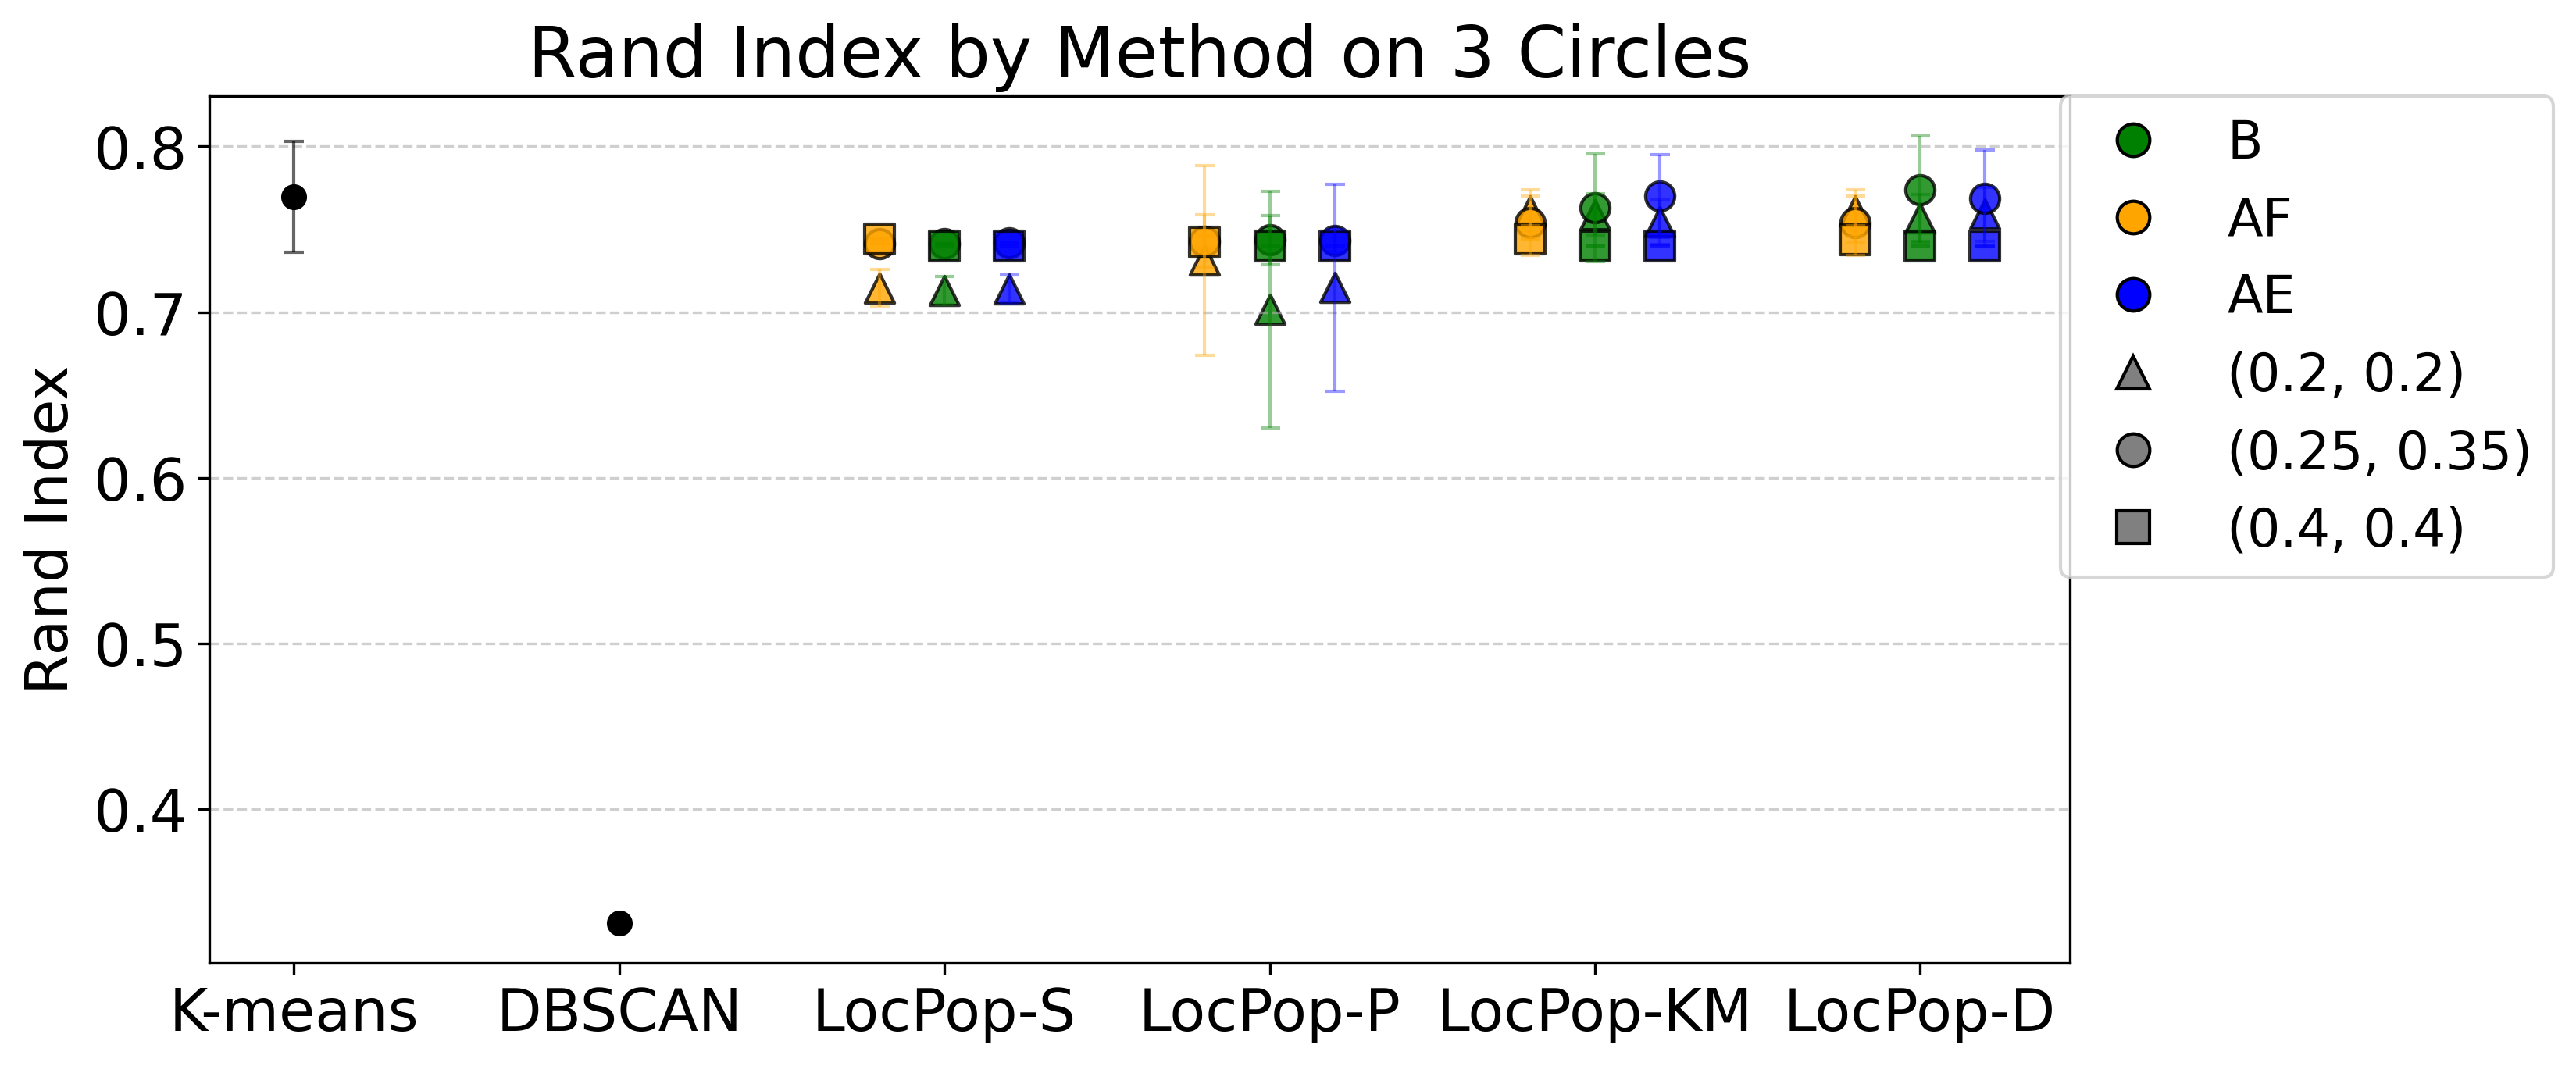 Rand Index by Method on 3 Circles
Rand Index
0.8
0.7
0.6
0.5
0.4
K-means
DBSCAN
LocPop-S
LocPop-P
LocPop-KM
LocPop-D
B
AF
AE
(0.2, 0.2)
(0.25, 0.35)
(0.4, 0.4)